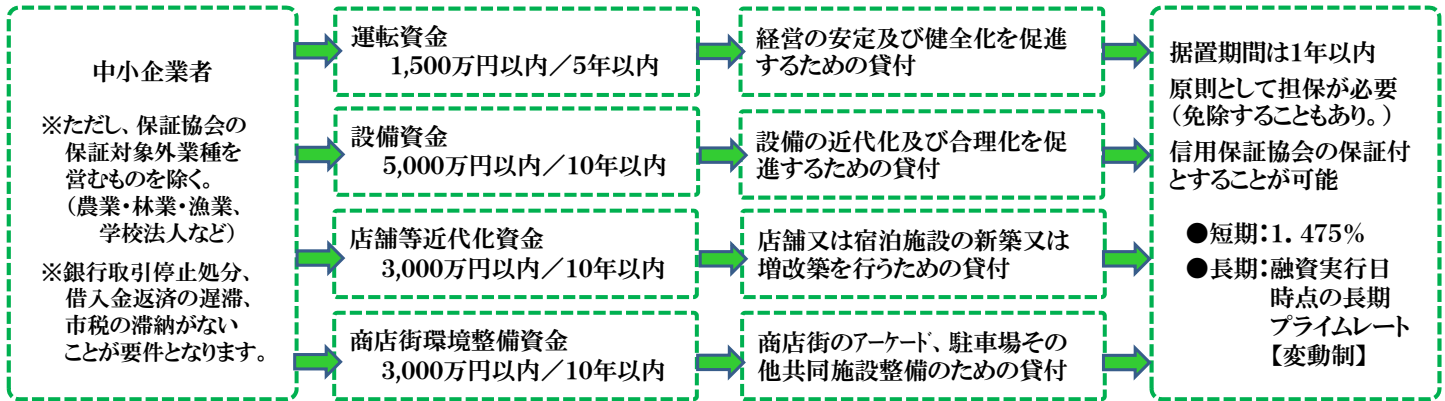 中小企業者
※ただし、保証協会の
保証対象外業種を
営むものを除く。
（農業・林業・漁業、
学校法人など）
※銀行取引停止処分、
借入金返済の遅滞、
市税の滞納がない
ことが要件となります。
運転資金
1,500万円以内／5年以内
設備資金
5,000万円以内／10年以内
店舗等近代化資金
3,000万円以内／10年以内
商店街環境整備資金
3,000万円以内／10年以内
経営の安定及び健全化を促進
するための貸付
設備の近代化及び合理化を促
進するための貸付
店舗又は宿泊施設の新築又は
増改築を行うための貸付
商店街のｱｰｹｰﾄﾞ、駐車場その
他共同施設整備のための貸付
据置期間は1年以内
原則として担保が必要
（免除することもあり。）
信用保証協会の保証付
とすることが可能
●短期：1．475%
●長期：融資実行日
時点の長期
プライムレート
【変動制】